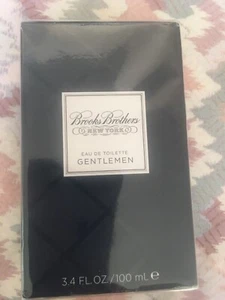 Brooks Brothers
NEW YORK
EAU DE TOILETTE
GENTLEMEN
3.4 FL.OZ/100 mL ℮